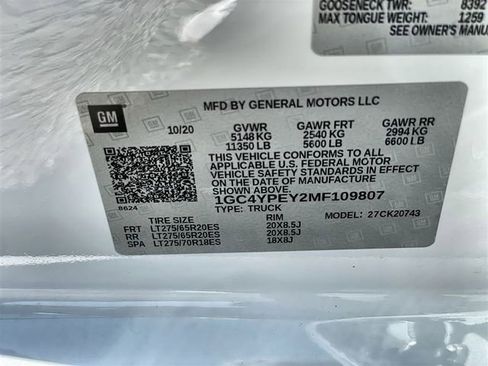 GOOSENECK TWR: 8392
MAX TONGUE WEIGHT: 1259
SEE OWNER'S MANUA
GM
MFD BY GENERAL MOTORS LLC
10/20 GVWR GAWR FRT GAWR RR
5148 KG 2540 KG 2994 KG
11350 LB 5600 LB 6600 LB
THIS VEHICLE CONFORMS TO ALL
APPLICABLE U.S. FEDERAL MOTOR
VEHICLE SAFETY STANDARDS IN EFFECT
ON THE DATE OF MANUFACTURE
SHOWN ABOVE.
1GC4YPEY2MF109807
8624
TYPE: TRUCK MODEL: 27CK20743
TIRE SIZE RIM
FRT LT275/65R20ES 20X8.5J
RR LT275/65R20ES 20X8.5J
SPA LT275/70R18ES 18X8J